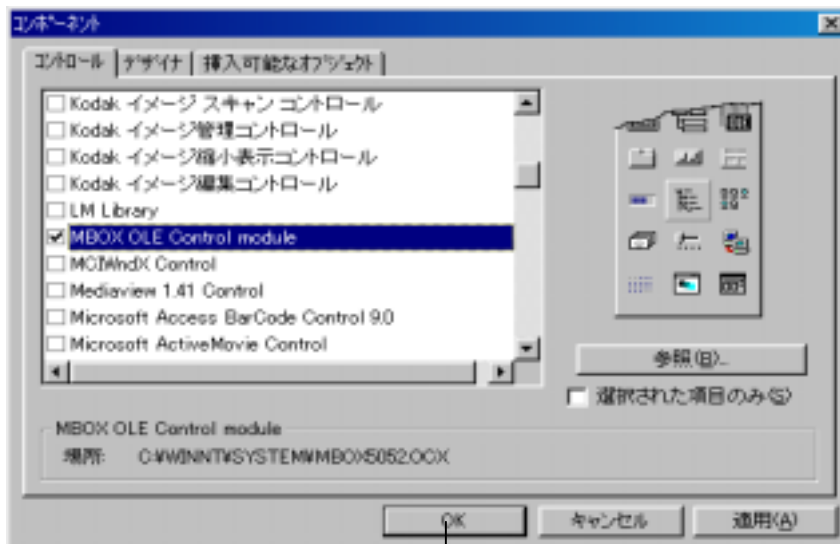 コンポーネント
コントロール デザイナ 挿入可能なオブジェクト
Kodak イメージ スキャン コントロール
Kodak イメージ管理コントロール
Kodak イメージ縮小表示コントロール
Kodak イメージ編集コントロール
LM Library
MBOX OLE Control module
MCIWndX Control
Mediaview 1.41 Control
Microsoft Access BarCode Control 9.0
Microsoft ActiveMovie Control
参照(B)...
選択された項目のみ(S)
MBOX OLE Control module
場所: C:¥WINNT¥SYSTEM¥MBOX5052.OCX
OK キャンセル 適用(A)